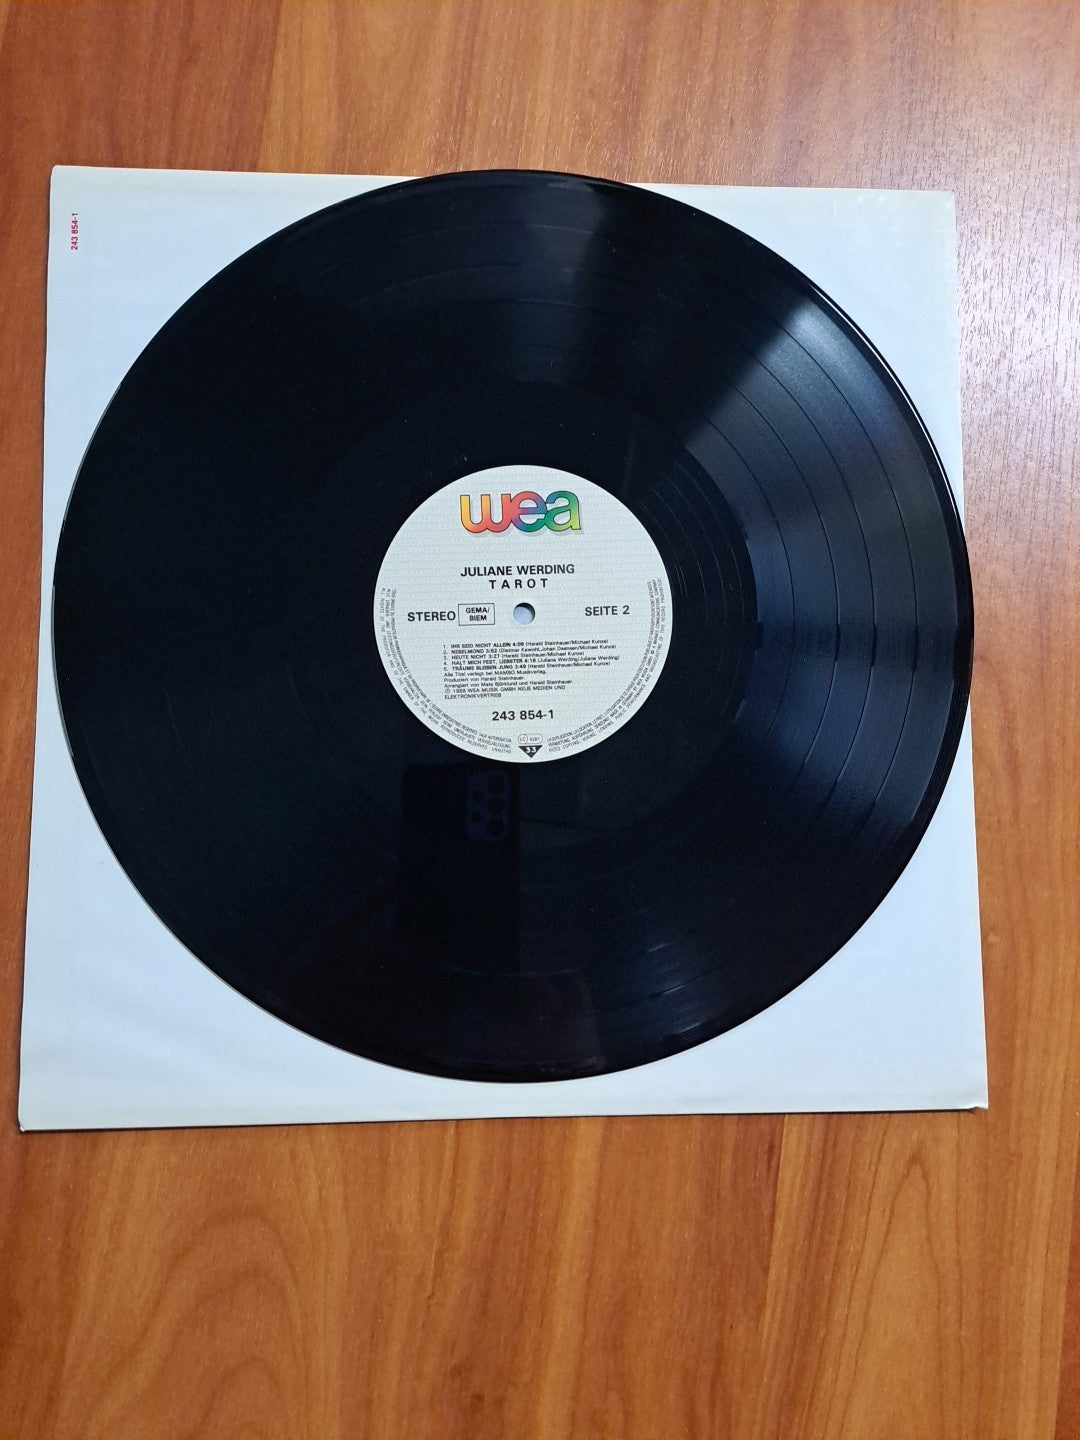 243 854-1
wea
JULIANE WERDING
TAROT
STEREO GEMA/BIEM SEITE 2
1. IHR SEID NICHT ALLEIN 4:09 (Harald Steinhauer/Michael Kunze)
2. NEBELMOND 3:52 (Dietmar Kawohl, Johan Daansen/Michael Kunze)
3. HEUTE NICHT 3:27 (Harald Steinhauer/Michael Kunze)
4. HALT MICH FEST, LIEBSTER 4:16 (Juliane Werding/Juliane Werding)
5. TRÄUME BLEIBEN JUNG 3:49 (Harald Steinhauer/Michael Kunze)
Alle Titel verlegt bei MAMBO Musikverlag.
Produziert von Harald Steinhauer.
Arrangiert von Mats Björklund und Harald Steinhauer.
℗ 1988 WEA MUSIK GMBH NEUE MEDIEN UND
ELEKTRONIKVERTRIEB
243 854-1
LC 4281
33